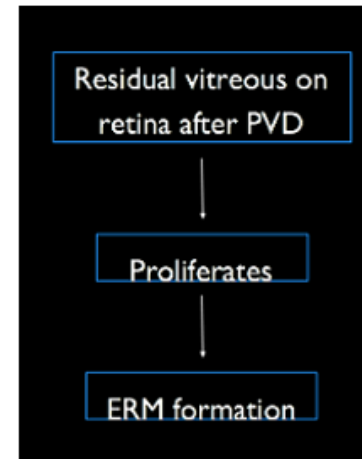 Residual vitreous on
retina after PVD
Proliferates
ERM formation